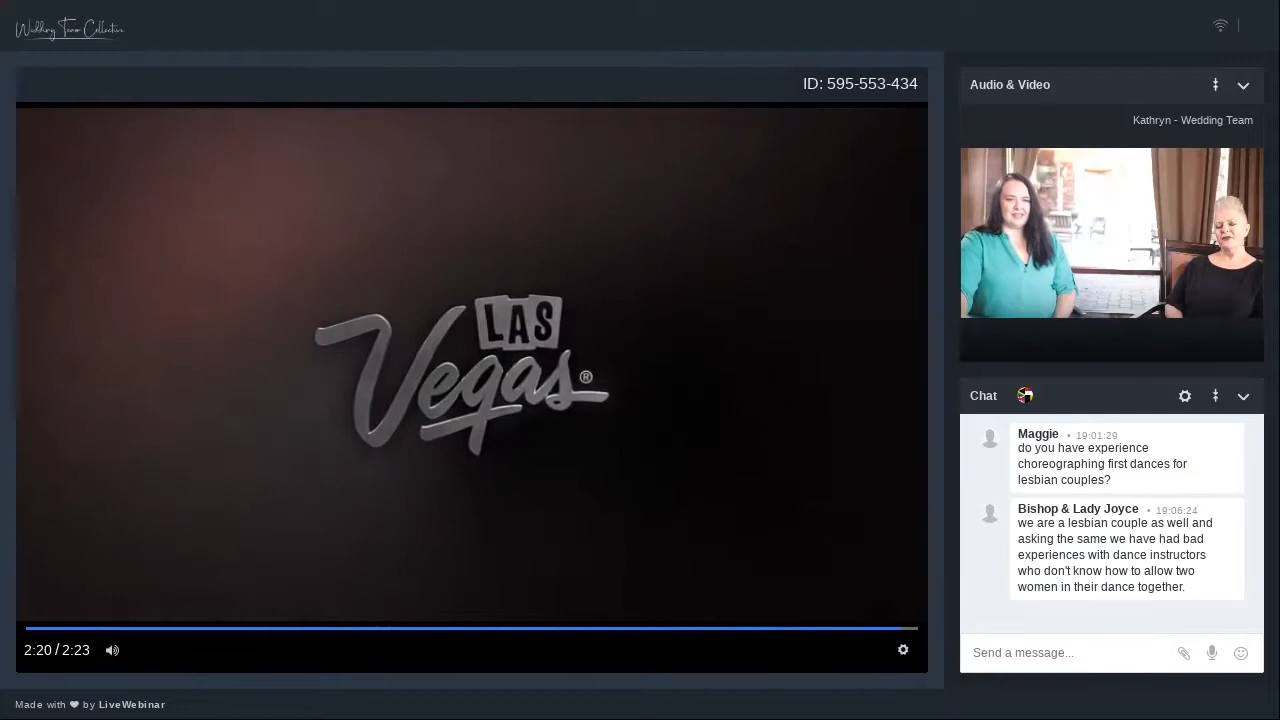 Wedding Team Collective
ID: 595-553-434
LAS
Vegas®
2:20 / 2:23
Made with ❤ by LiveWebinar
Audio & Video
Kathryn - Wedding Team
Chat
Maggie • 19:01:29
do you have experience
choreographing first dances for
lesbian couples?
Bishop & Lady Joyce • 19:06:24
we are a lesbian couple as well and
asking the same we have had bad
experiences with dance instructors
who don't know how to allow two
women in their dance together.
Send a message...